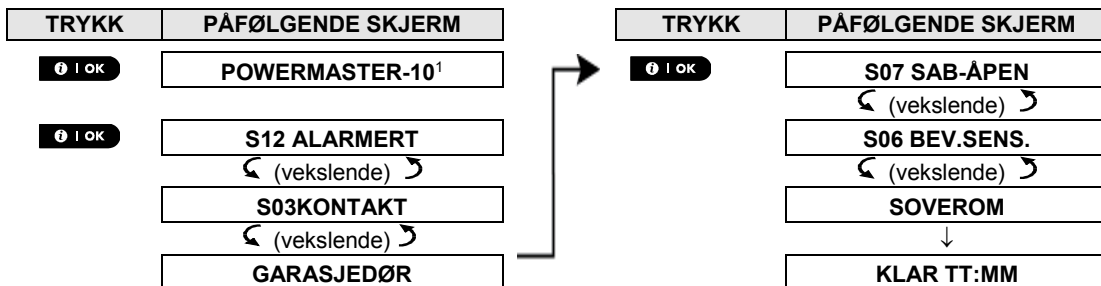 TRYKK PÅFØLGENDE SKJERM
i | OK POWERMASTER-10¹
i | OK S12 ALARMERT
(vekslende)
S03KONTAKT
(vekslende)
GARASJEDØR
TRYKK PÅFØLGENDE SKJERM
i | OK S07 SAB-ÅPEN
(vekslende)
S06 BEV.SENS.
(vekslende)
SOVEROM
↓
KLAR TT:MM